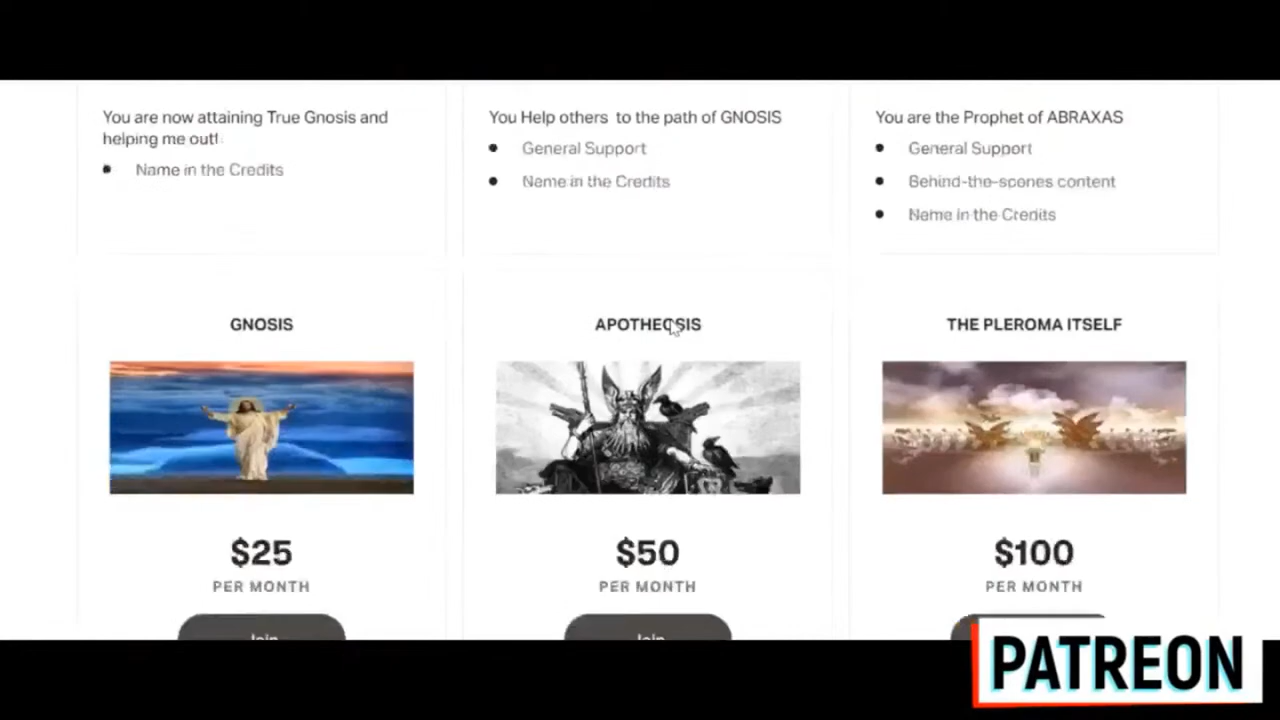 You are now attaining True Gnosis and
helping me out!
• Name in the Credits
You Help others to the path of GNOSIS
• General Support
• Name in the Credits
You are the Prophet of ABRAXAS
• General Support
• Behind-the-spones content
• Name in the Credits
GNOSIS
APOTHEOSIS
THE PLEROMA ITSELF
$25
PER MONTH
$50
PER MONTH
$100
PER MONTH
Join
Join
PATREON